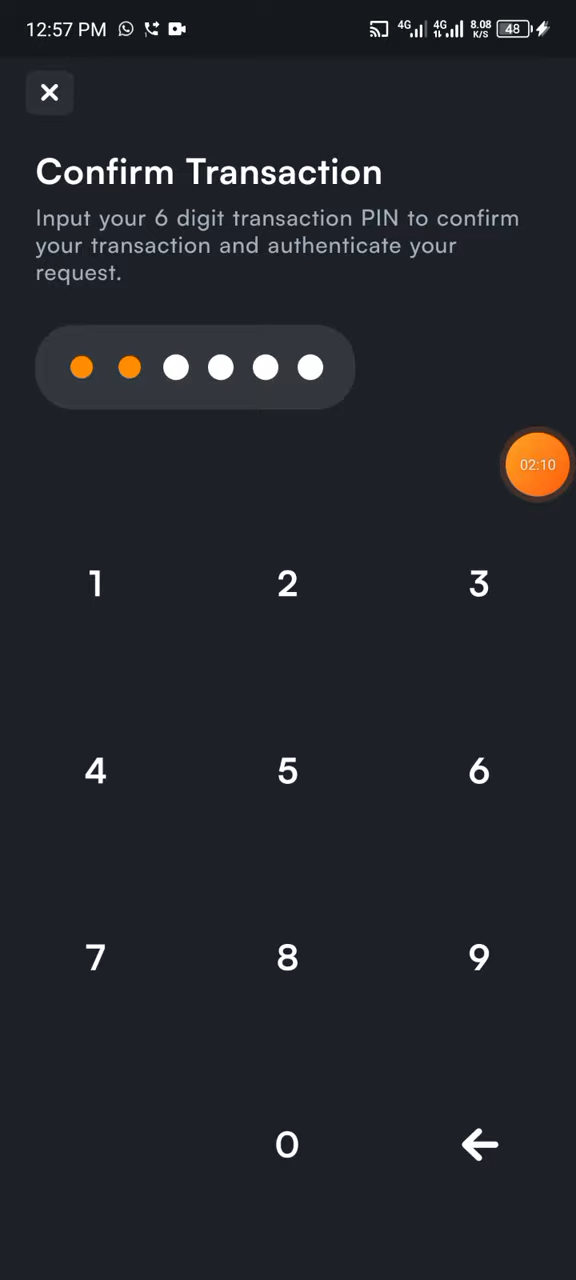 12:57 PM 4G 4G 8.08 K/S 48
Confirm Transaction
Input your 6 digit transaction PIN to confirm
your transaction and authenticate your
request.
02:10
1 2 3
4 5 6
7 8 9
0